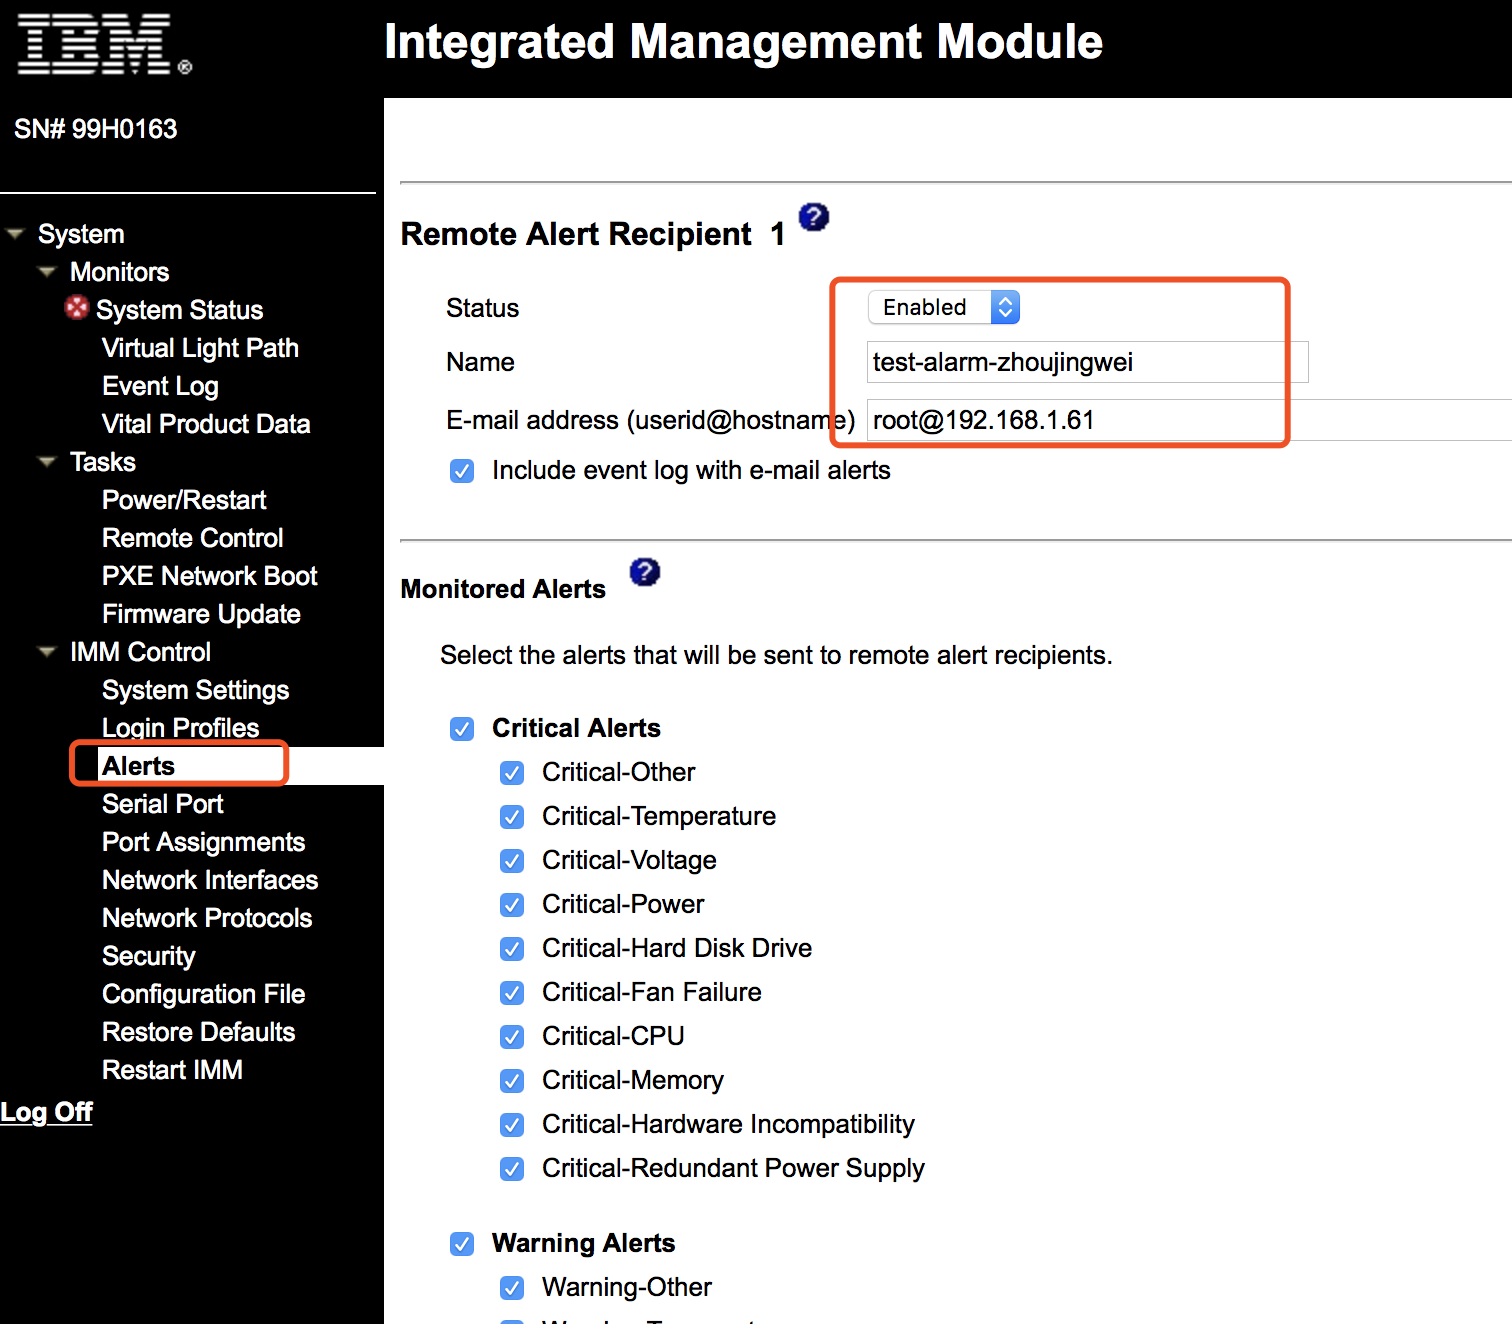 IBM®
Integrated Management Module
SN# 99H0163
System
Monitors
System Status
Virtual Light Path
Event Log
Vital Product Data
Tasks
Power/Restart
Remote Control
PXE Network Boot
Firmware Update
IMM Control
System Settings
Login Profiles
Alerts
Serial Port
Port Assignments
Network Interfaces
Network Protocols
Security
Configuration File
Restore Defaults
Restart IMM
Log Off
Remote Alert Recipient 1 ?
Status Enabled
Name test-alarm-zhoujingwei
E-mail address (userid@hostname) root@192.168.1.61
Include event log with e-mail alerts
Monitored Alerts ?
Select the alerts that will be sent to remote alert recipients.
Critical Alerts
Critical-Other
Critical-Temperature
Critical-Voltage
Critical-Power
Critical-Hard Disk Drive
Critical-Fan Failure
Critical-CPU
Critical-Memory
Critical-Hardware Incompatibility
Critical-Redundant Power Supply
Warning Alerts
Warning-Other